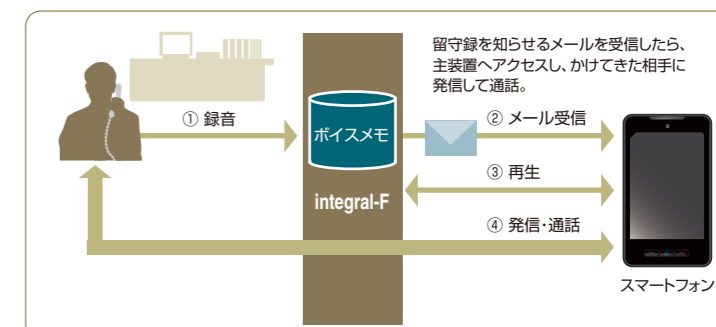 留守録を知らせるメールを受信したら、
主装置へアクセスし、かけてきた相手に
発信して通話。
① 録音
ボイスメモ
② メール受信
③ 再生
integral-F
④ 発信・通話
スマートフォン